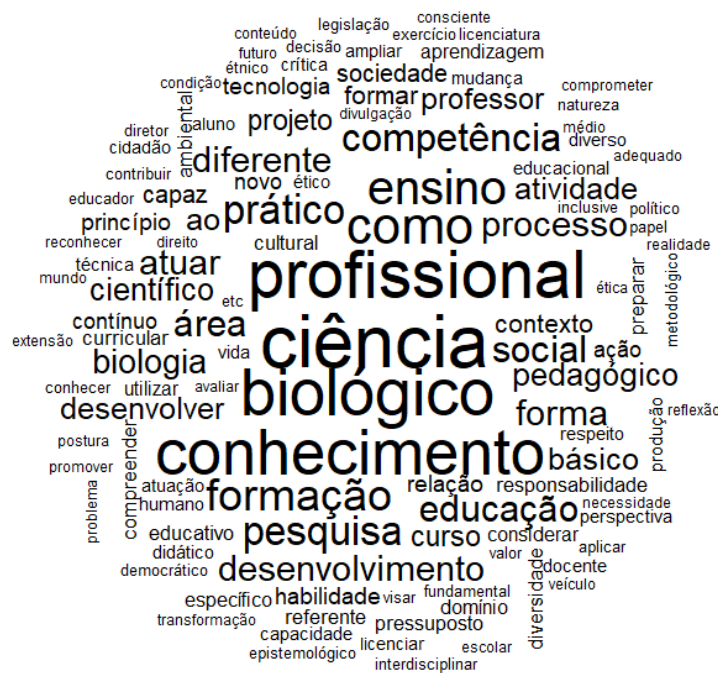 consciente
legislação
conteúdo
exercício licenciatura
futuro
decisão
ampliar
aprendizagem
étnico
crítica
sociedade
mudança
condição
tecnologia
formar
professor
comprometer
natureza
ambiental
projeto
divulgação
diretor
aluno
competência
médio
cidadão
diverso
adequado
contribuir
diferente
ensino
educacional
educador
capaz
novo
ético
atividade
prático
como
processo
inclusive
político
princípio
ao
papel
reconhecer
direito
cultural
realidade
mundo
técnica
atuar
profissional
científico
etc
ética
preparar
metodológico
extensão
contínuo
área
ciência
contexto
curricular
social
ação
biologia
vida
biológico
pedagógico
conhecer
utilizar
avaliar
desenvolver
forma
produção
reflexão
postura
conhecimento
respeito
promover
básico
problema
compreender
atuação
formação
relação
responsabilidade
humano
educação
necessidade
perspectiva
educativo
pesquisa
curso
considerar
didático
valor
aplicar
democrático
desenvolvimento
diversidade
docente
veículo
específico
habilidade
visar
fundamental
domínio
transformação
referente
pressuposto
capacidade
licenciar
escolar
epistemológico
interdisciplinar